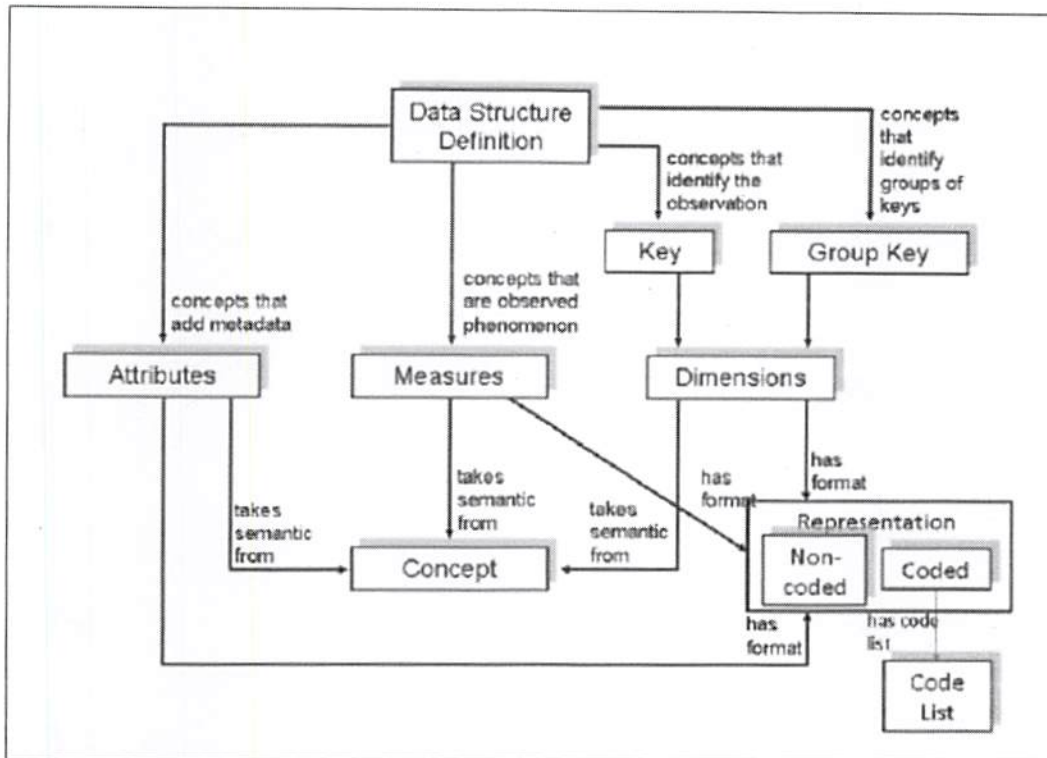 Data Structure
Definition
concepts
that
identify
groups of
keys
concepts that
identify the
observation
Key
Group Key
concepts that
add metadata
concepts that
are observed
phenomenon
Attributes
Measures
Dimensions
takes
semantic
from
takes
semantic
from
takes
semantic
from
has
format
has
format
Representation
Non-
coded
Coded
Concept
has
format
has code
list
Code
List